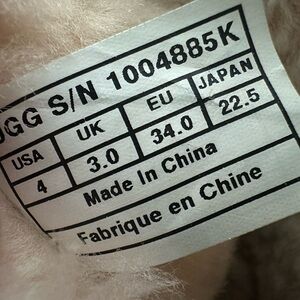 UGG S/N 1004885K
USA UK EU JAPAN
4 3.0 34.0 22.5
Made In China
Fabrique en Chine